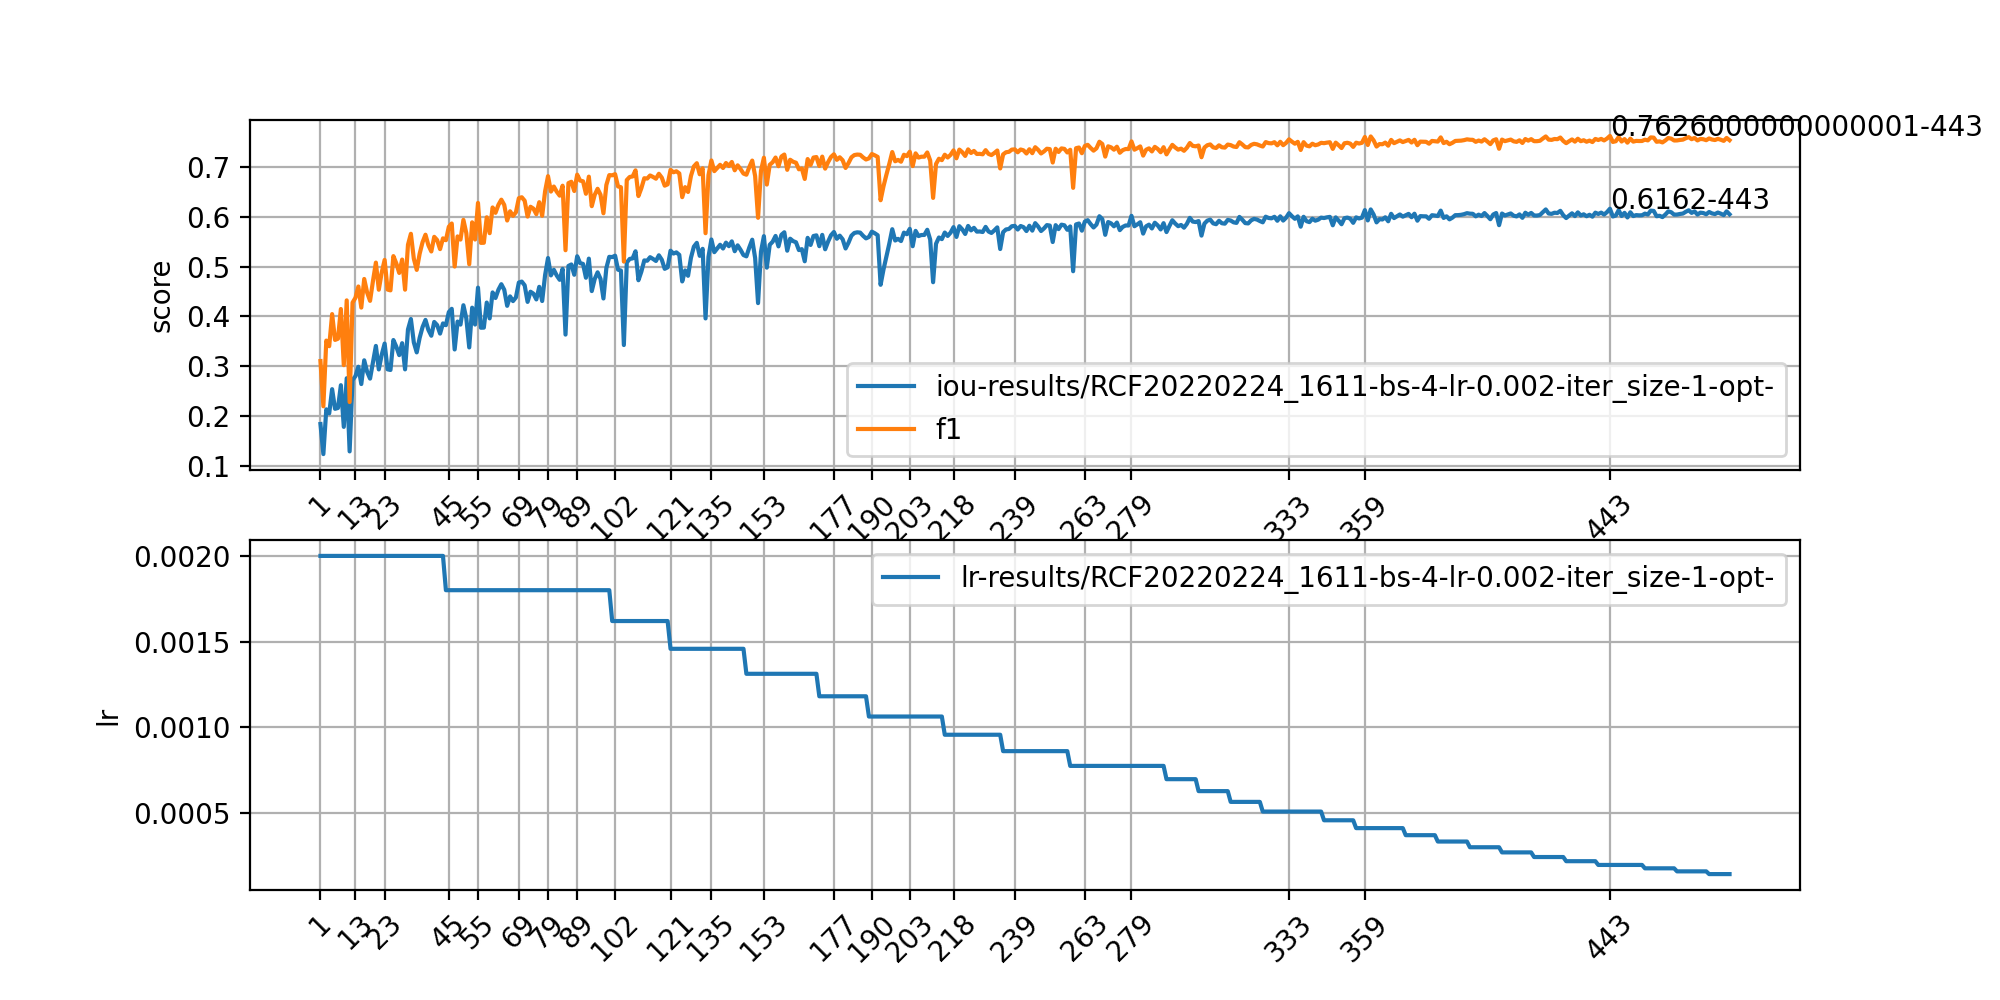 0.7626000000000001-443
0.6162-443
score
0.7
0.6
0.5
0.4
0.3
0.2
0.1
iou-results/RCF20220224_1611-bs-4-lr-0.002-iter_size-1-opt-
f1
1 13 23 45 55 69 79 89 102 121 135 153 177 190 203 218 239 263 279 333 359 443
lr
0.0020
0.0015
0.0010
0.0005
lr-results/RCF20220224_1611-bs-4-lr-0.002-iter_size-1-opt-
1 13 23 45 55 69 79 89 102 121 135 153 177 190 203 218 239 263 279 333 359 443